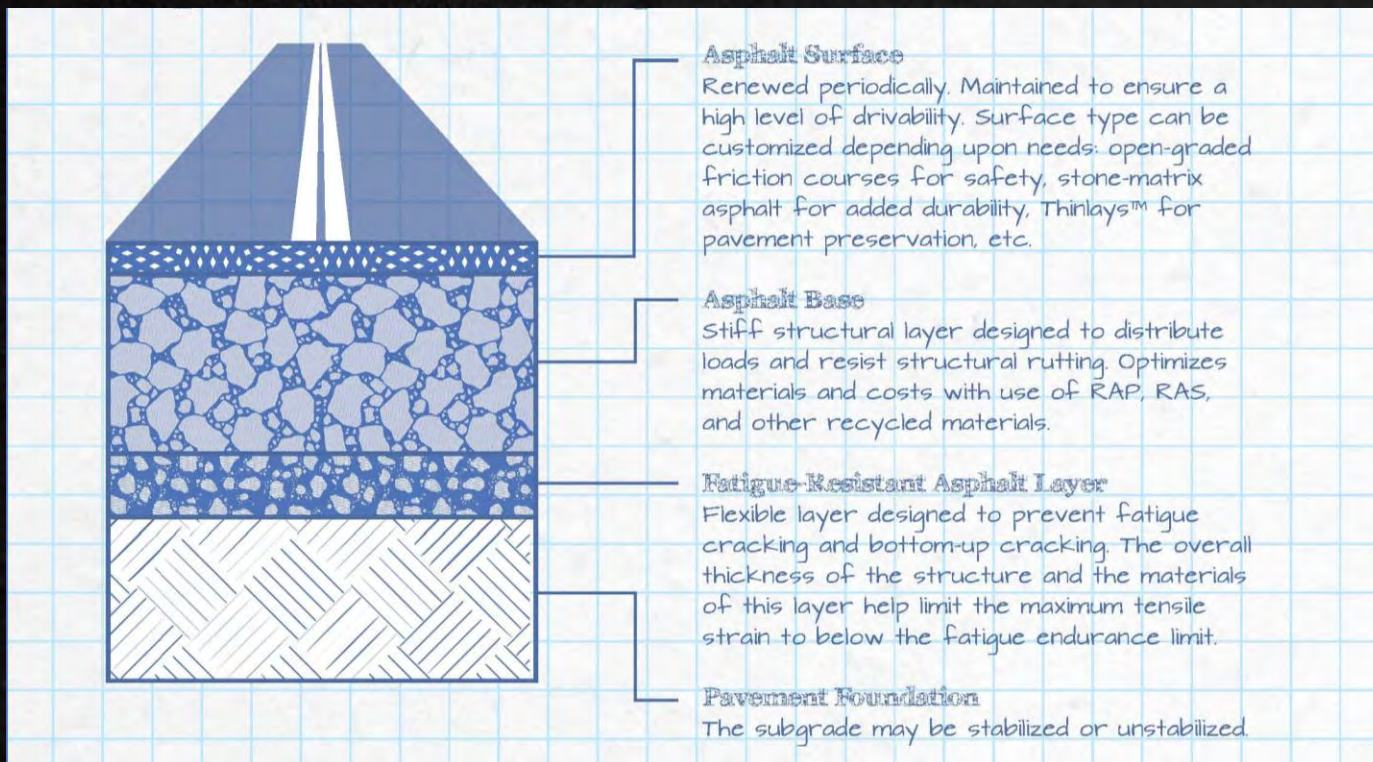 Asphalt Surface
Renewed periodically. Maintained to ensure a
high level of drivability. Surface type can be
customized depending upon needs: open-graded
friction courses for safety, stone-matrix
asphalt for added durability, Thinlays™ for
pavement preservation, etc.
Asphalt Base
Stiff structural layer designed to distribute
loads and resist structural rutting. Optimizes
materials and costs with use of RAP, RAS,
and other recycled materials.
Fatigue-Resistant Asphalt Layer
Flexible layer designed to prevent fatigue
cracking and bottom-up cracking. The overall
thickness of the structure and the materials
of this layer help limit the maximum tensile
strain to below the fatigue endurance limit.
Pavement Foundation
The subgrade may be stabilized or unstabilized.